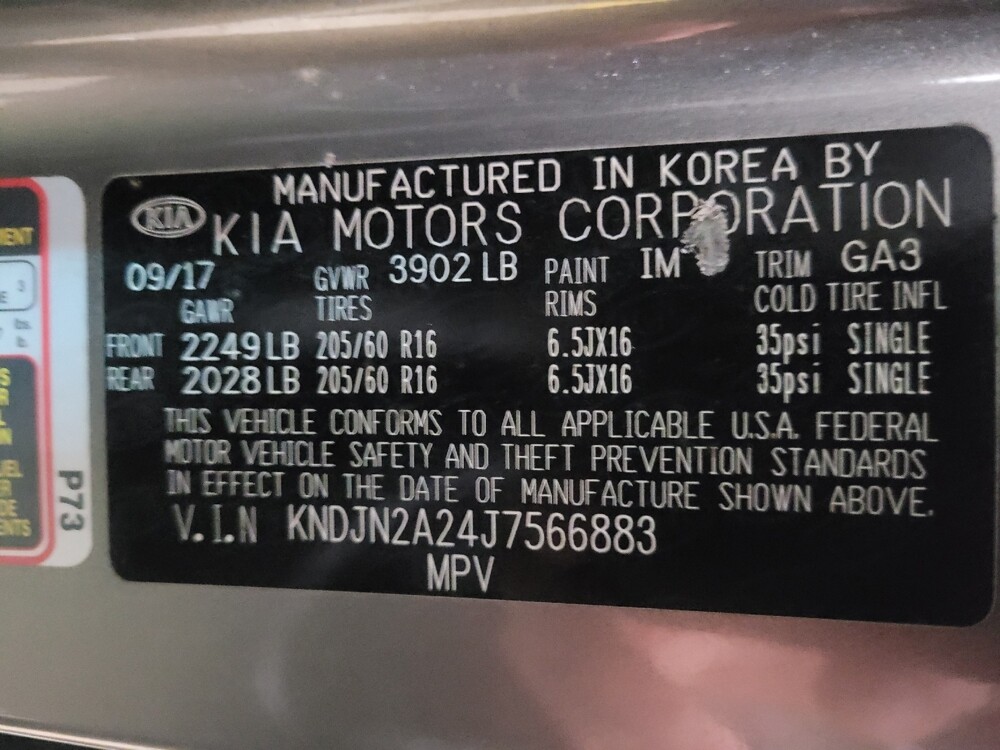 MANUFACTURED IN KOREA BY
KIA KIA MOTORS CORPORATION
09/17 GVWR 3902 LB PAINT IM TRIM GA3
GAWR TIRES RIMS COLD TIRE INFL
FRONT 2249 LB 205/60 R16 6.5JX16 35psi SINGLE
REAR 2028 LB 205/60 R16 6.5JX16 35psi SINGLE
THIS VEHICLE CONFORMS TO ALL APPLICABLE U.S.A. FEDERAL
MOTOR VEHICLE SAFETY AND THEFT PREVENTION STANDARDS
IN EFFECT ON THE DATE OF MANUFACTURE SHOWN ABOVE.
V.I.N KNDJN2A24J7566883
MPV
P73